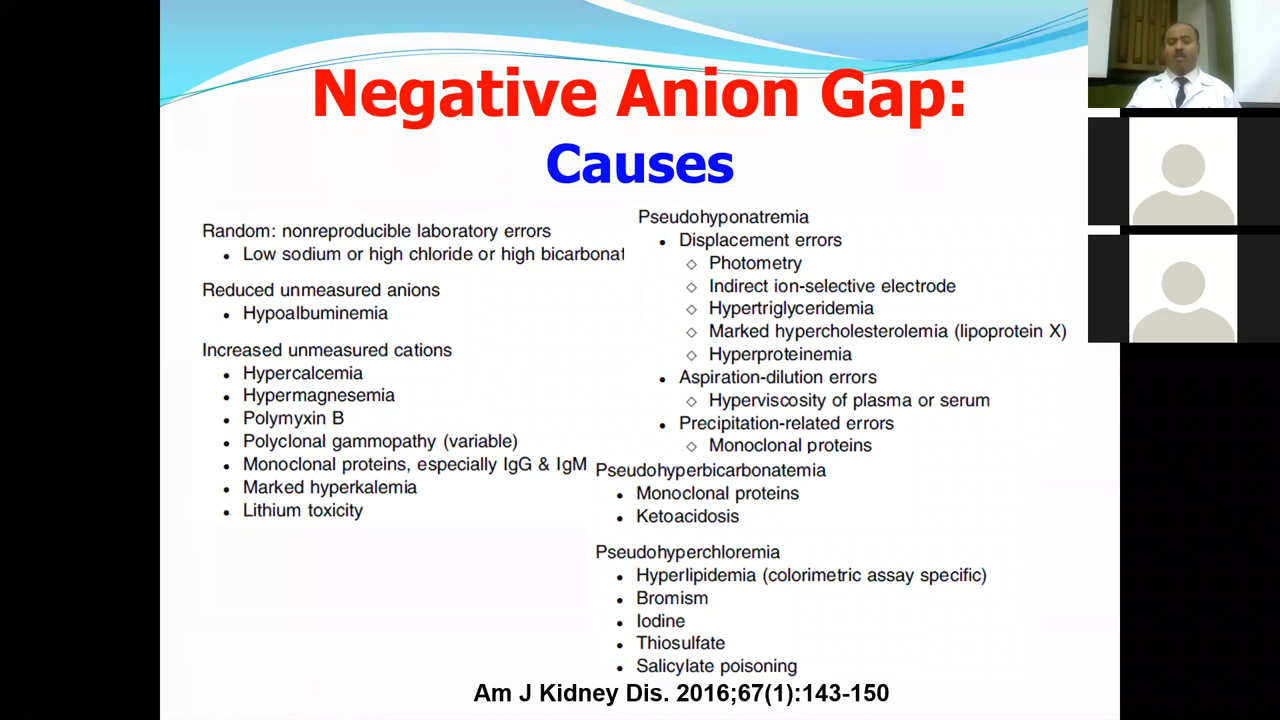 Negative Anion Gap:
Causes
Random: nonreproducible laboratory errors
• Low sodium or high chloride or high bicarbonat
Reduced unmeasured anions
• Hypoalbuminemia
Increased unmeasured cations
• Hypercalcemia
• Hypermagnesemia
• Polymyxin B
• Polyclonal gammopathy (variable)
• Monoclonal proteins, especially IgG & IgM
• Marked hyperkalemia
• Lithium toxicity
Pseudohyponatremia
• Displacement errors
◇ Photometry
◇ Indirect ion-selective electrode
◇ Hypertriglyceridemia
◇ Marked hypercholesterolemia (lipoprotein X)
◇ Hyperproteinemia
• Aspiration-dilution errors
◇ Hyperviscosity of plasma or serum
• Precipitation-related errors
◇ Monoclonal proteins
Pseudohyperbicarbonatemia
• Monoclonal proteins
• Ketoacidosis
Pseudohyperchloremia
• Hyperlipidemia (colorimetric assay specific)
• Bromism
• Iodine
• Thiosulfate
• Salicylate poisoning
Am J Kidney Dis. 2016;67(1):143-150